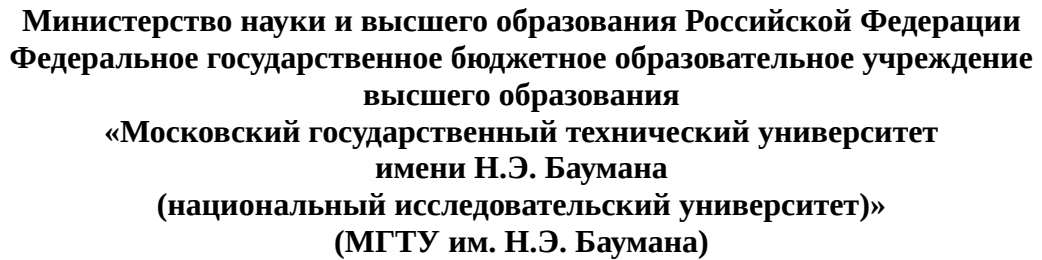 Министерство науки и высшего образования Российской Федерации
Федеральное государственное бюджетное образовательное учреждение
высшего образования
«Московский государственный технический университет
имени Н.Э. Баумана
(национальный исследовательский университет)»
(МГТУ им. Н.Э. Баумана)